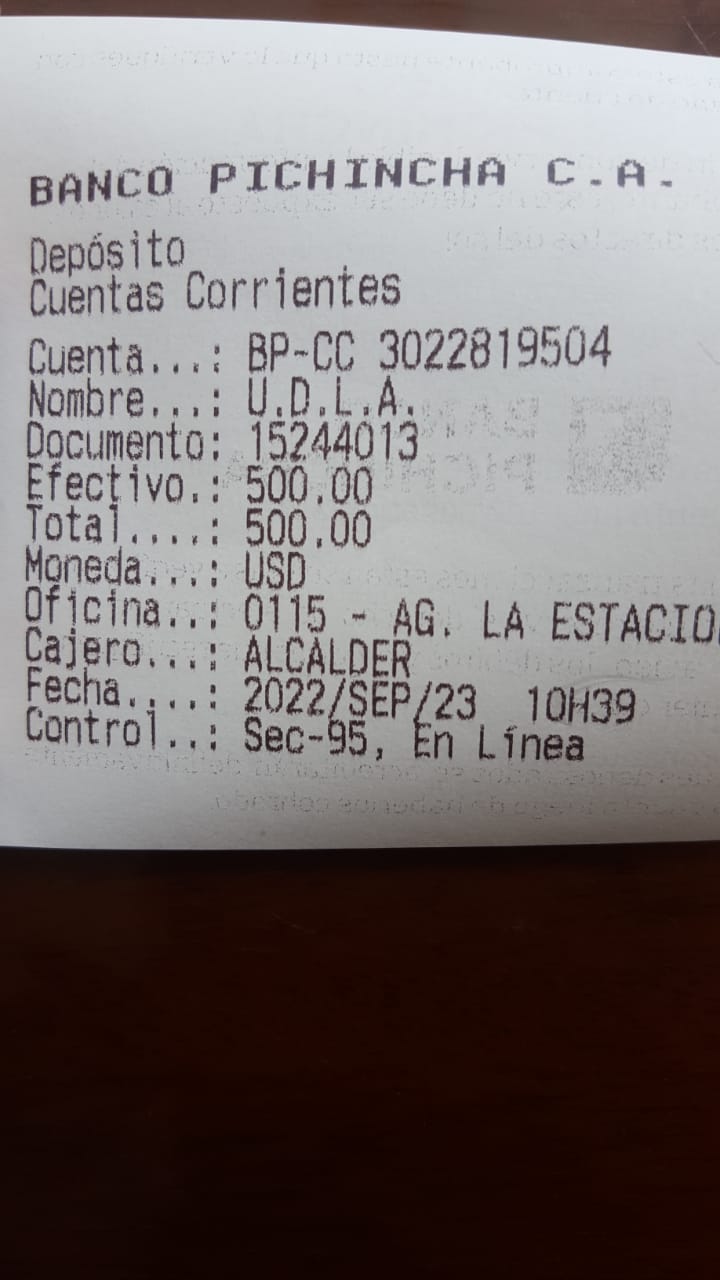 BANCO PICHINCHA C.A.
Depósito
Cuentas Corrientes
Cuenta...: BP-CC 3022819504
Nombre...: U.D.L.A.
Documento: 15244013
Efectivo.: 500.00
Total....: 500.00
Moneda...: USD
Oficina..: 0115 - AG. LA ESTACIO
Cajero...: ALCALDER
Fecha....: 2022/SEP/23 10H39
Control..: Sec-95, En Línea